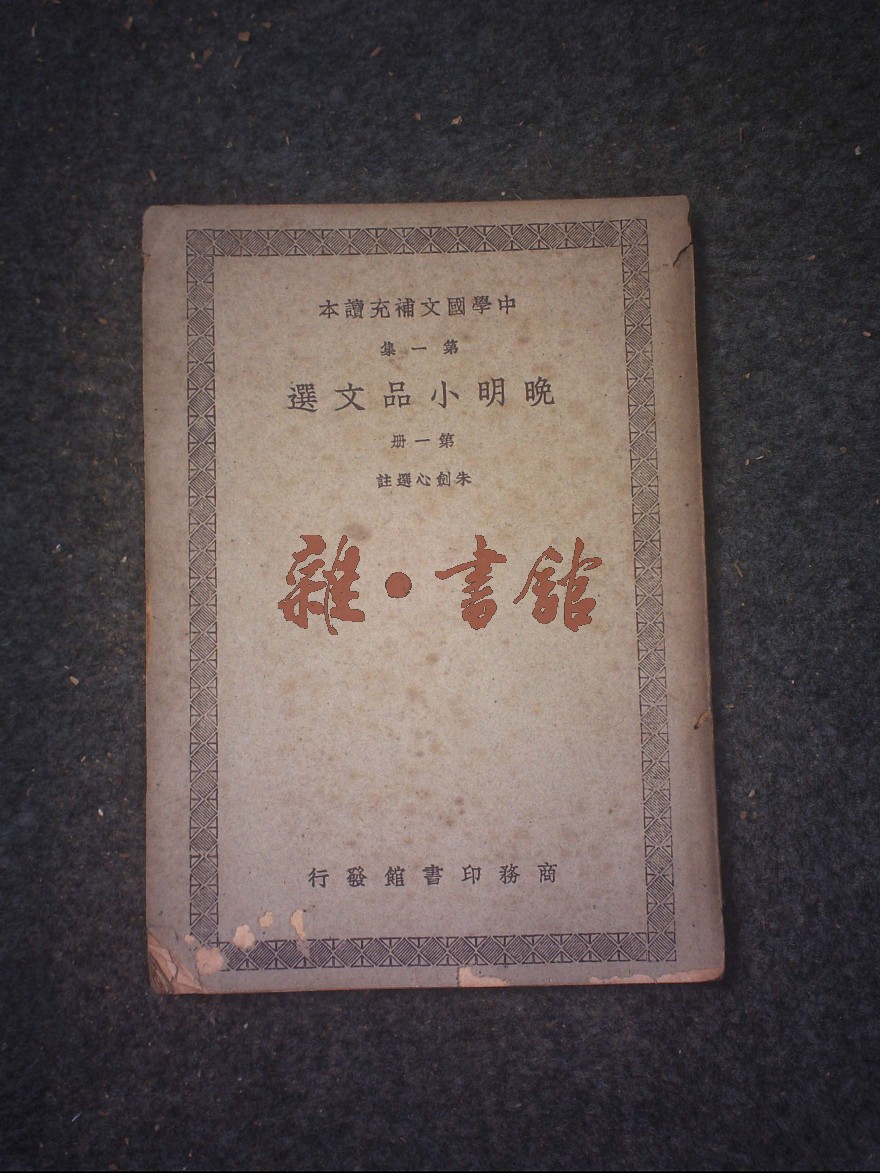 中學國文補充讀本
第一集
晚明小品文選
第一册
朱劍心選註
雜·書館
商務印書館發行